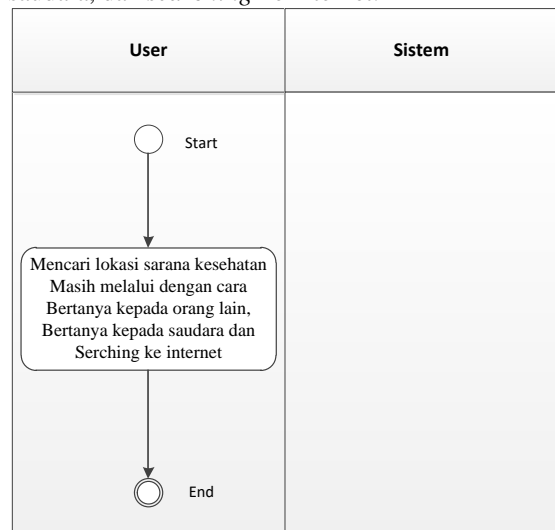 User
Sistem
Start
Mencari lokasi sarana kesehatan
Masih melalui dengan cara
Bertanya kepada orang lain,
Bertanya kepada saudara dan
Serching ke internet
End